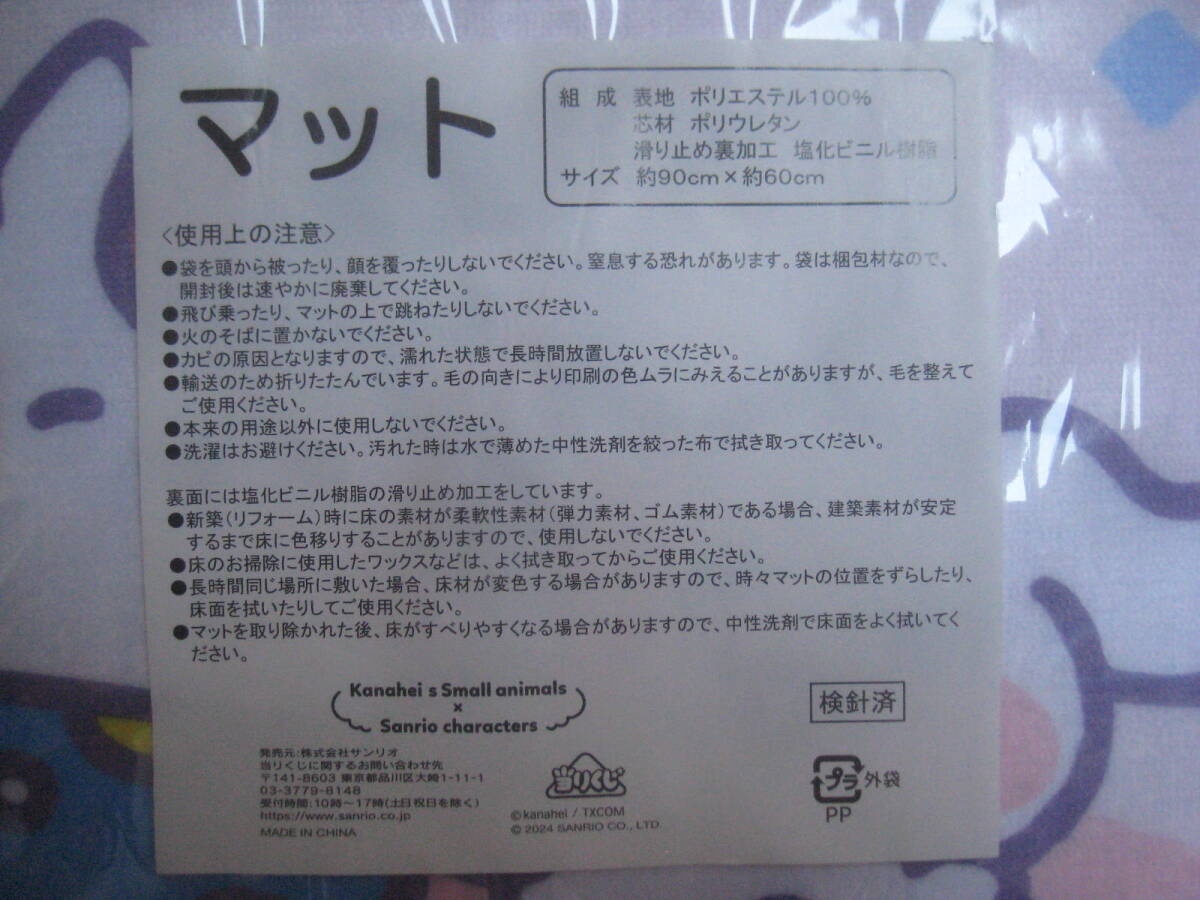 マット
組成 表地 ポリエステル100%
芯材 ポリウレタン
滑り止め裏加工 塩化ビニル樹脂
サイズ 約90cm×約60cm
〈使用上の注意〉
●袋を頭から被ったり、顔を覆ったりしないでください。窒息する恐れがあります。袋は梱包材なので、
開封後は速やかに廃棄してください。
●飛び乗ったり、マットの上で跳ねたりしないでください。
●火のそばに置かないでください。
●カビの原因となりますので、濡れた状態で長時間放置しないでください。
●輸送のため折りたたんでいます。毛の向きにより印刷の色ムラにみえることがありますが、毛を整えて
ご使用ください。
●本来の用途以外に使用しないでください。
●洗濯はお避けください。汚れた時は水で薄めた中性洗剤を絞った布で拭き取ってください。
裏面には塩化ビニル樹脂の滑り止め加工をしています。
●新築(リフォーム)時に床の素材が柔軟性素材(弾力素材、ゴム素材)である場合、建築素材が安定
するまで床に色移りすることがありますので、使用しないでください。
●床のお掃除に使用したワックスなどは、よく拭き取ってからご使用ください。
●長時間同じ場所に敷いた場合、床材が変色する場合がありますので、時々マットの位置をずらしたり、
床面を拭いたりしてご使用ください。
●マットを取り除かれた後、床がすべりやすくなる場合がありますので、中性洗剤で床面をよく拭いてく
ださい。
Kanahei s Small animals
×
Sanrio characters
検針済
発売元:株式会社サンリオ
当りくじに関するお問い合わせ先
〒141-8603 東京都品川区大崎1-11-1
03-3779-8148
受付時間:10時~17時(土日祝日を除く)
https://www.sanrio.co.jp
MADE IN CHINA
当りくじ
©kanahei / TXCOM
© 2024 SANRIO CO., LTD.
プラ 外袋
PP